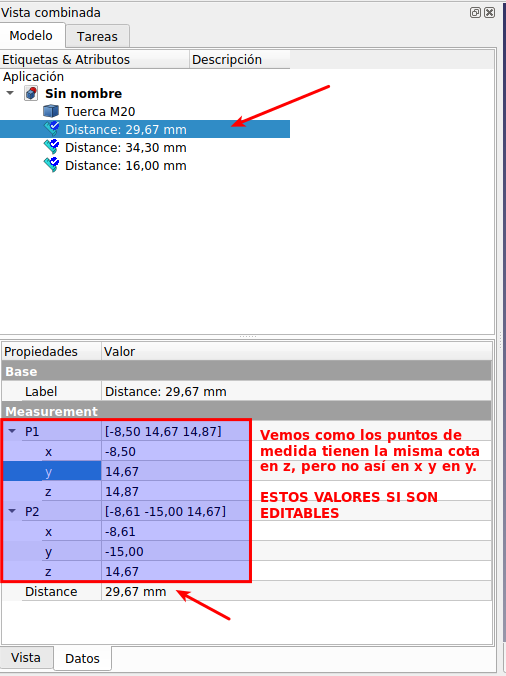 Vista combinada
Modelo Tareas
Etiquetas & Atributos Descripción
Aplicación
Sin nombre
Tuerca M20
Distance: 29,67 mm
Distance: 34,30 mm
Distance: 16,00 mm
Propiedades Valor
Base
Label Distance: 29,67 mm
Measurement
P1 [-8,50 14,67 14,87]
x -8,50
y 14,67
z 14,87
P2 [-8,61 -15,00 14,67]
x -8,61
y -15,00
z 14,67
Distance 29,67 mm
Vemos como los puntos de
medida tienen la misma cota
en z, pero no así en x y en y.
ESTOS VALORES SI SON
EDITABLES
Vista Datos